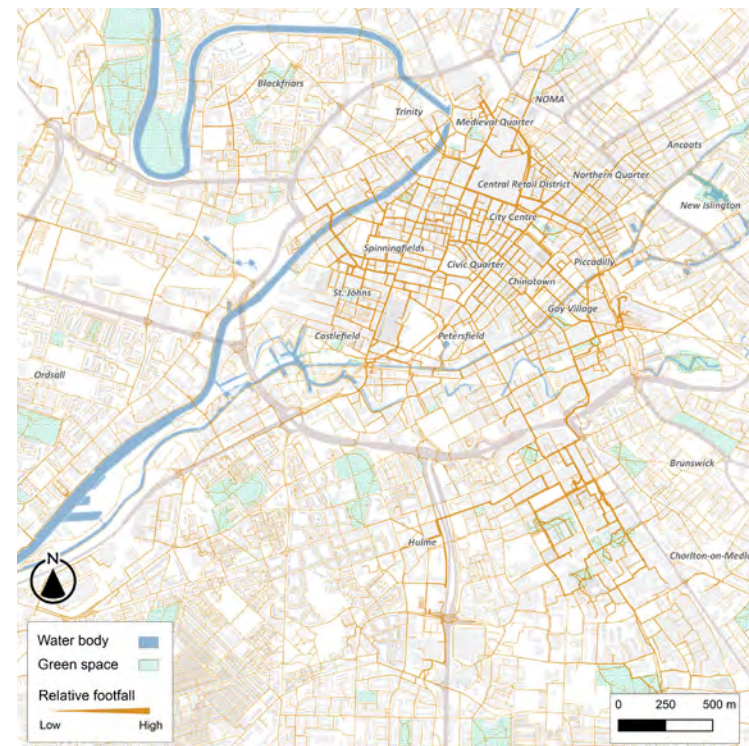 Blackfriars
NOMA
Trinity
Medieval Quarter
Ancoats
Northern Quarter
Central Retail District
New Islington
City Centre
Spinningfields
Civic Quarter
Piccadilly
Chinatown
St. Johns
Gay Village
Castlefield
Petersfield
Ordsall
Brunswick
Hulme
Chorlton-on-Medlo
N
Water body
Green space
Relative footfall
Low
High
0 250 500 m